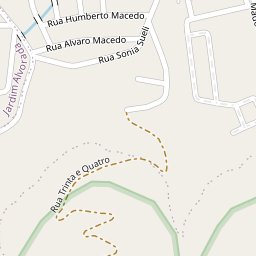 Rua Humberto Macedo
Rua Alvaro Macedo
Rua Sonia Sueli
Jardim Alvorada
Rua Trinta e Quatro